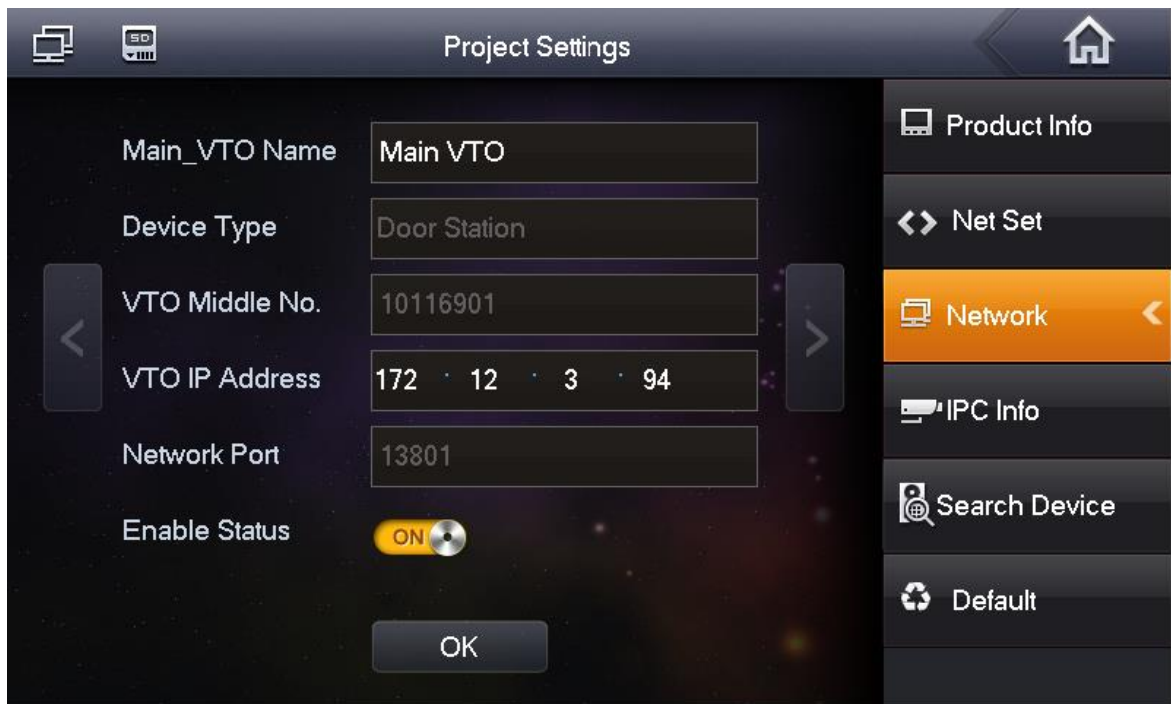 SD
Project Settings
Main_VTO Name
Main VTO
Device Type
Door Station
VTO Middle No.
10116901
VTO IP Address
172 . 12 . 3 . 94
Network Port
13801
Enable Status
ON
OK
Product Info
Net Set
Network
IPC Info
Search Device
Default